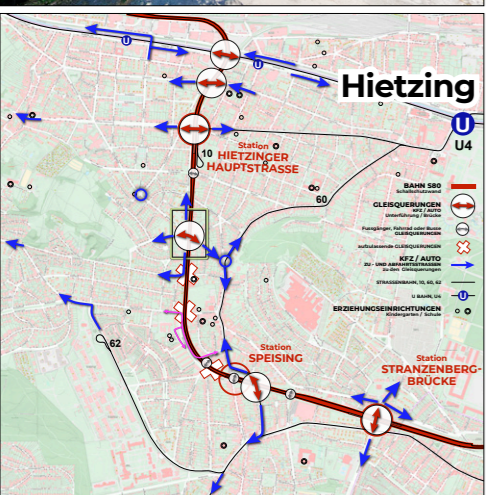 Hietzing
U
U
U
U4
10
Station
HIETZINGER
HAUPTSTRASSE
60
BAHN S80
Schallschutzwand
GLEISQUERUNGEN
KFZ / AUTO
Unterführung / Brücke
Fussgänger, Fahrrad oder Busse
GLEISQUERUNGEN
aufzulassende GLEISQUERUNGEN
KFZ / AUTO
ZU - UND ABFAHRTSSTRASSEN
zu den Gleisquerungen
STRASSENBAHN, 10, 60, 62
U
U BAHN, U4
ERZIEHUNGSEINRICHTUNGEN
Kindergarten / Schule
62
Station
SPEISING
Station
STRANZENBERG-
BRÜCKE